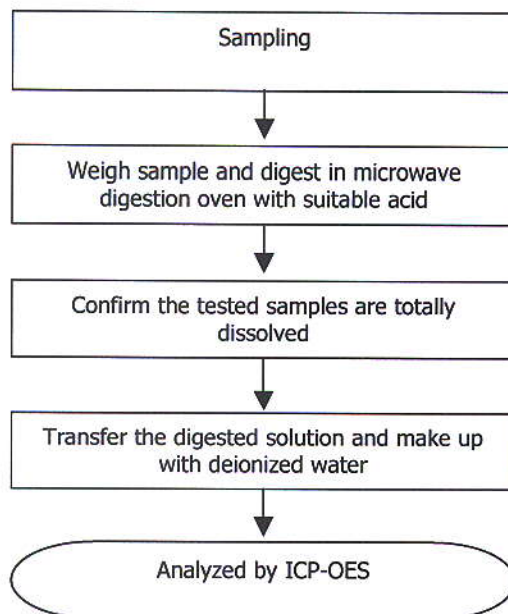 Sampling
Weigh sample and digest in microwave
digestion oven with suitable acid
Confirm the tested samples are totally
dissolved
Transfer the digested solution and make up
with deionized water
Analyzed by ICP-OES